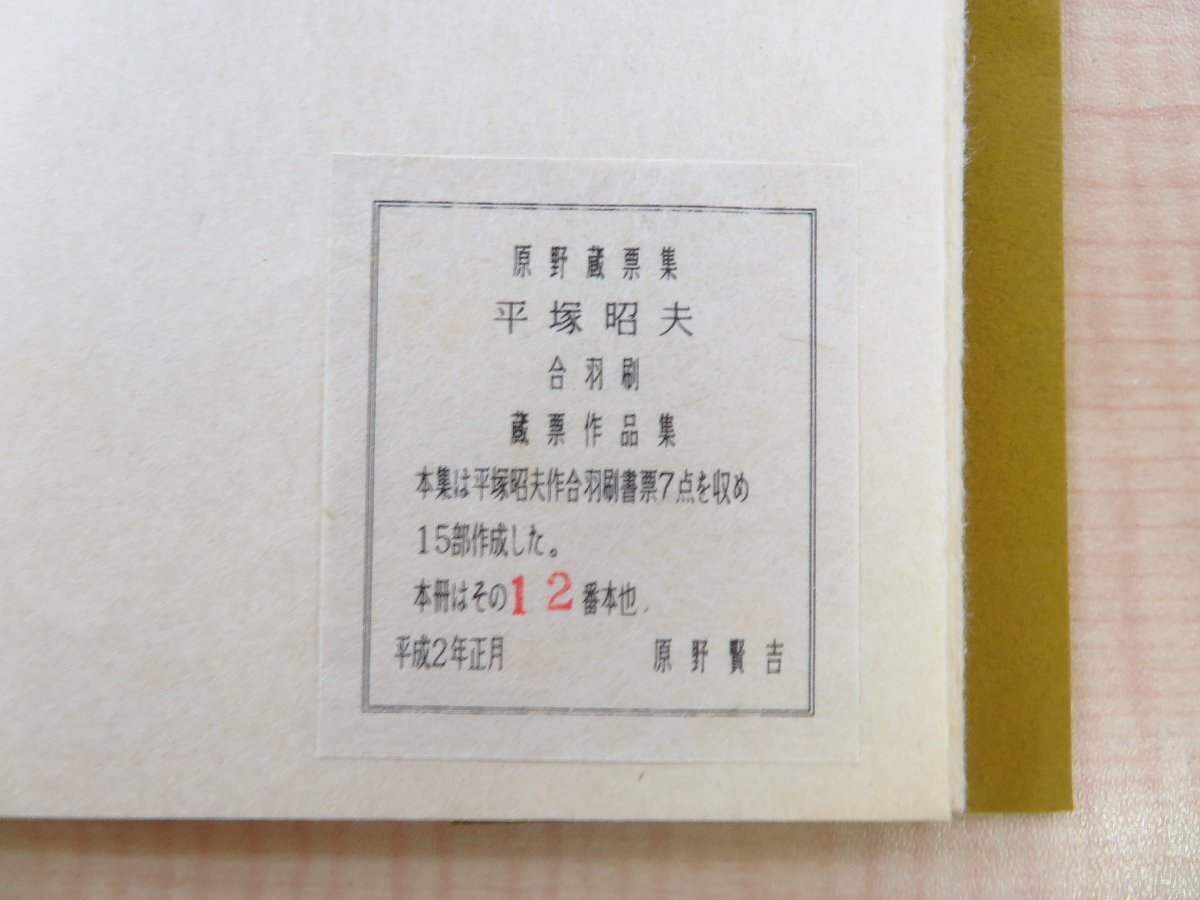 原野蔵票集
平塚昭夫
合羽刷
蔵票作品集
本集は平塚昭夫作合羽刷書票7点を収め
15部作成した。
本冊はその12番本也.
平成2年正月 原野賢吉